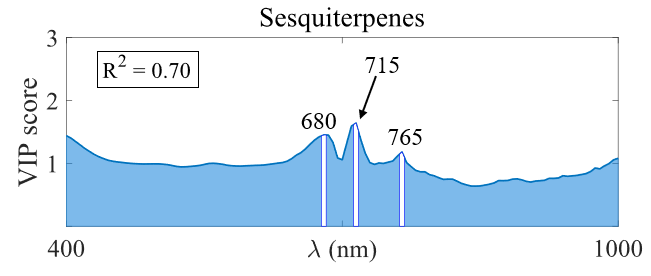 Sesquiterpenes
3
R² = 0.70
715
2
680
765
VIP score
1
400
λ (nm)
1000